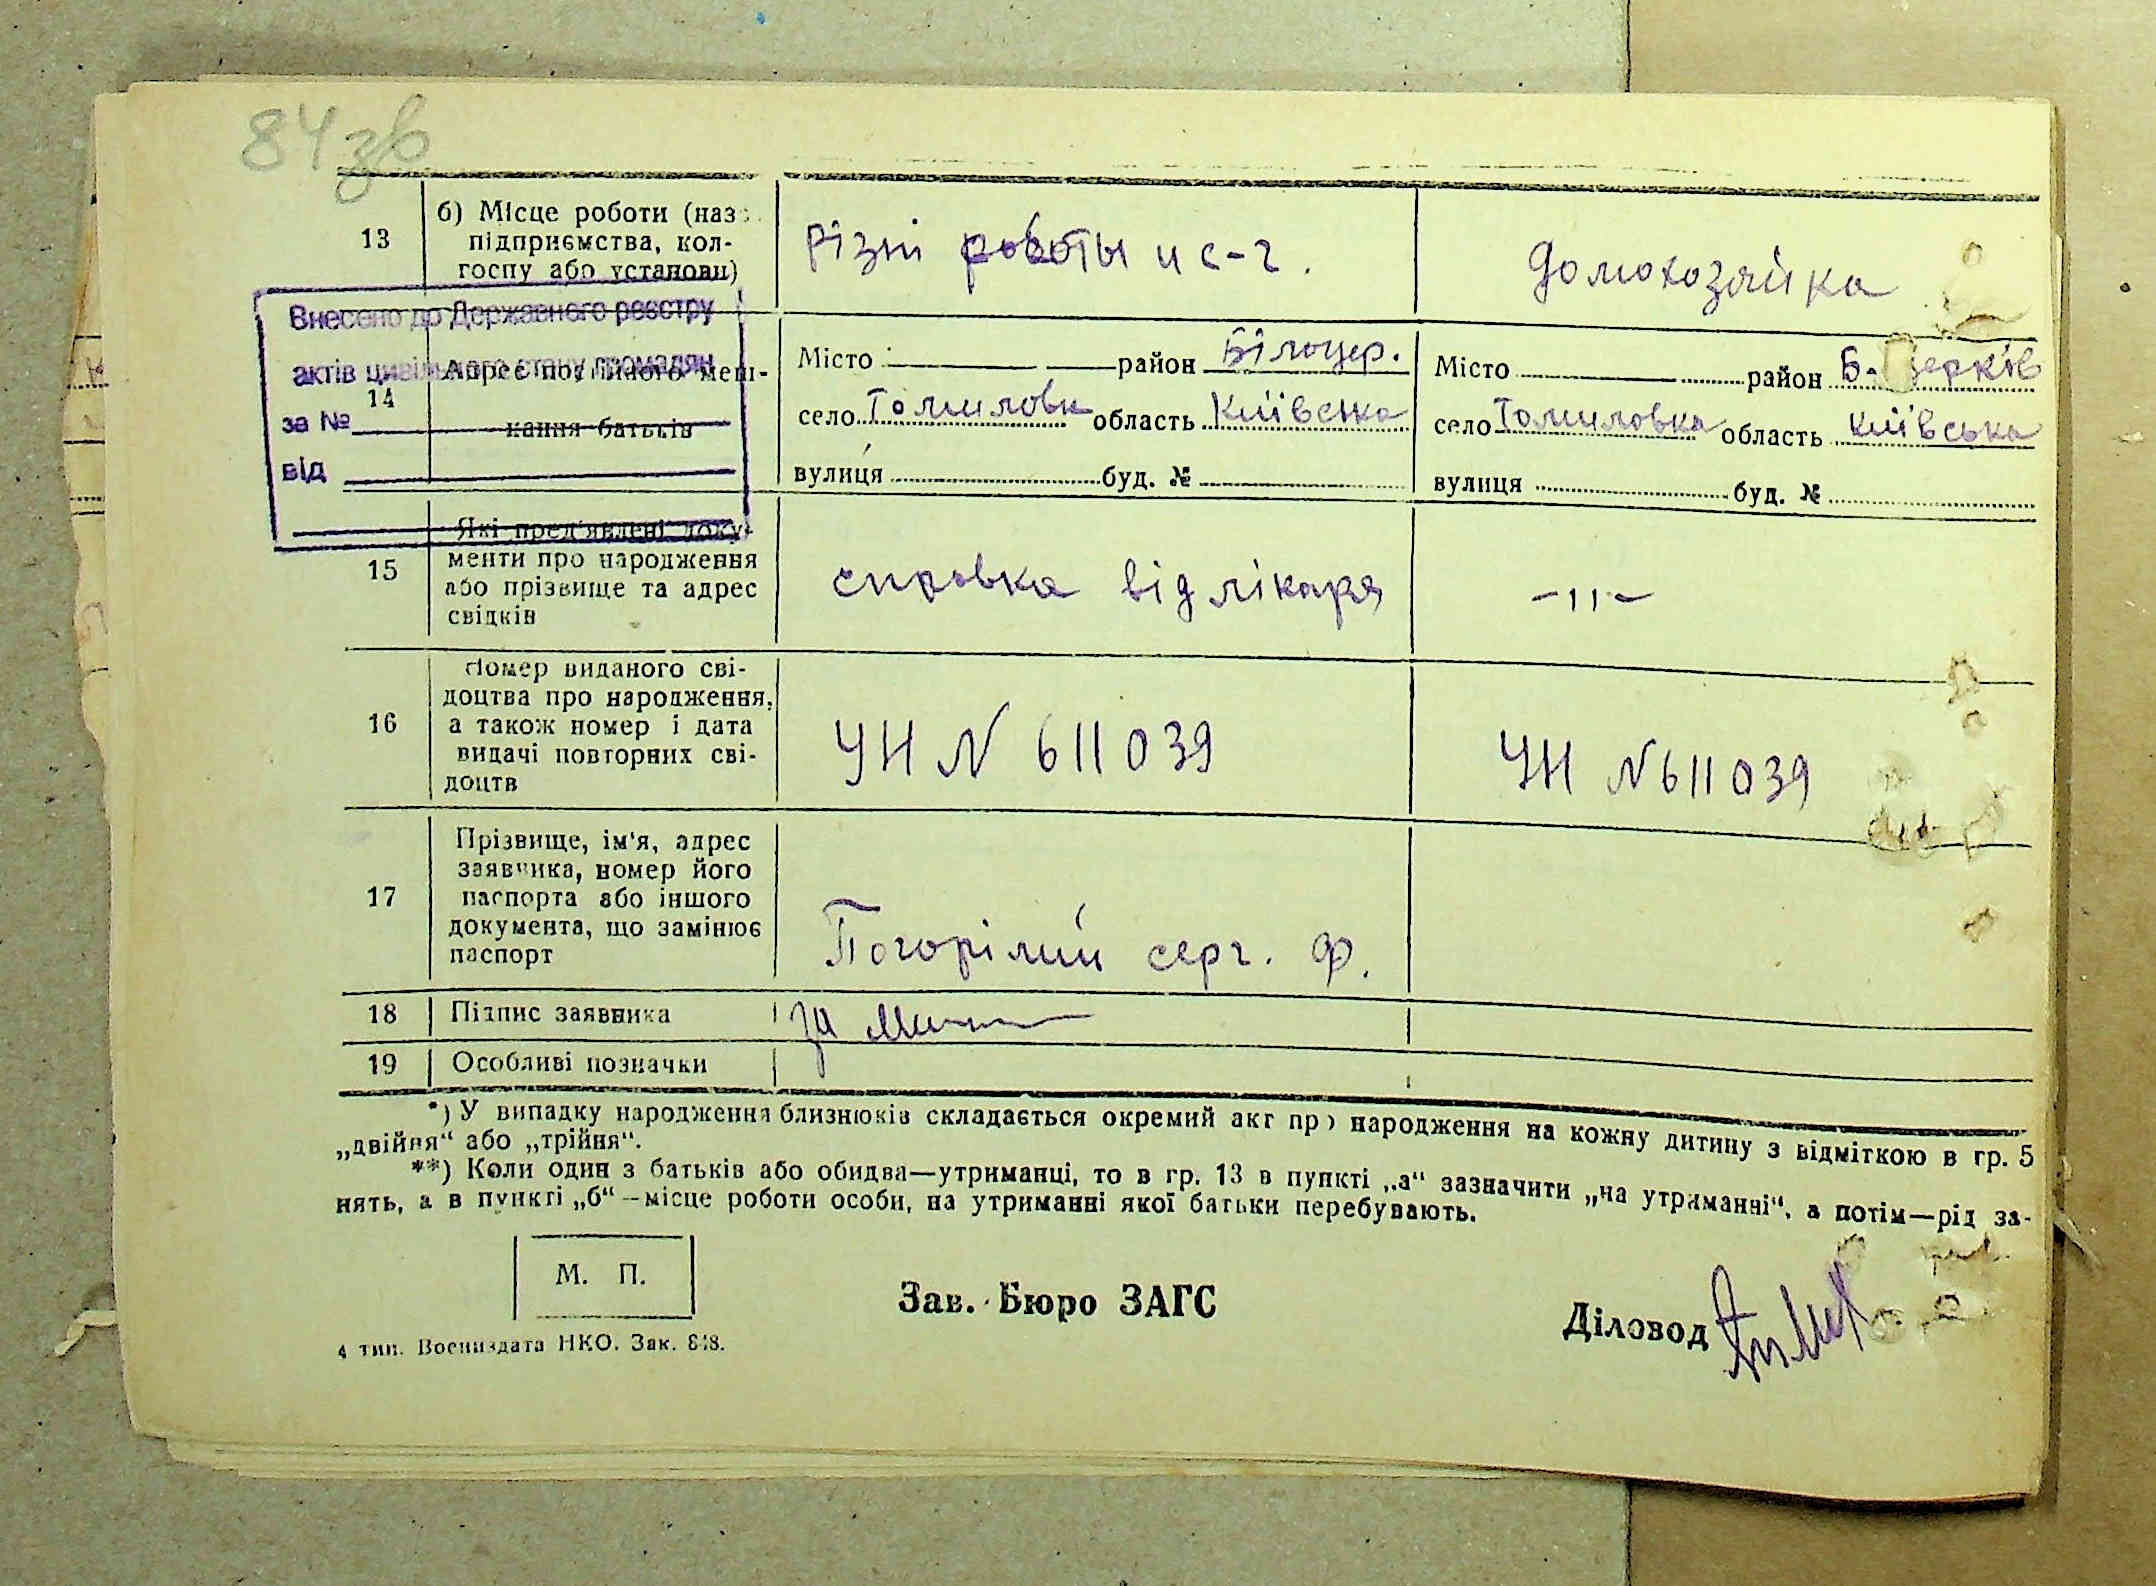 84 зв
13 б) Місце роботи (назв підприємства, колгоспу або установи)
різні роботы и с-г.
домохозяйка
Внесено до Державного реєстру
актів цивільного стану громадян
за №
від
14 Адрес постійного мешкання батьків
Місто район Білоцер.
село Томиловк область Київська
вулиця буд. №
Місто район Б-Церків
село Томиловка область Київська
вулиця буд. №
15 Які пред'явлені документи про народження або прізвище та адрес свідків
справка від лікаря
-11-
16 Номер виданого свідоцтва про народження, а також номер і дата видачі повторних свідоцтв
УН N 611039
УН N 611039
17 Прізвище, ім'я, адрес заявника, номер його паспорта або іншого документа, що замінює паспорт
Погорілий серг. Ф.
18 Підпис заявника
за
19 Особливі позначки
*) У випадку народження близнюків складається окремий акт про народження на кожну дитину з відміткою в гр. 5
„двійня“ або „трійня“.
**) Коли один з батьків або обидва—утриманці, то в гр. 13 в пункті „а“ зазначити „на утриманні“, а потім—рід за-
нять, а в пункті „б“—місце роботи особи, на утриманні якої батьки перебувають.
М. П.
Зав. Бюро ЗАГС
Діловод
4 тип. Воениздата НКО. Зак. 848.